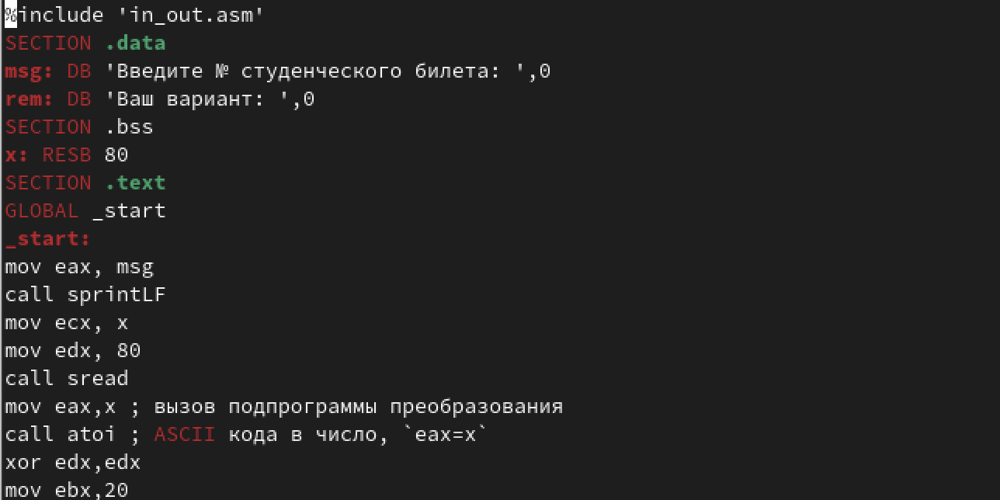 %include 'in_out.asm'
SECTION .data
msg: DB 'Введите № студенческого билета: ',0
rem: DB 'Ваш вариант: ',0
SECTION .bss
x: RESB 80
SECTION .text
GLOBAL _start
_start:
mov eax, msg
call sprintLF
mov ecx, x
mov edx, 80
call sread
mov eax,x ; вызов подпрограммы преобразования
call atoi ; ASCII кода в число, `eax=x`
xor edx,edx
mov ebx,20